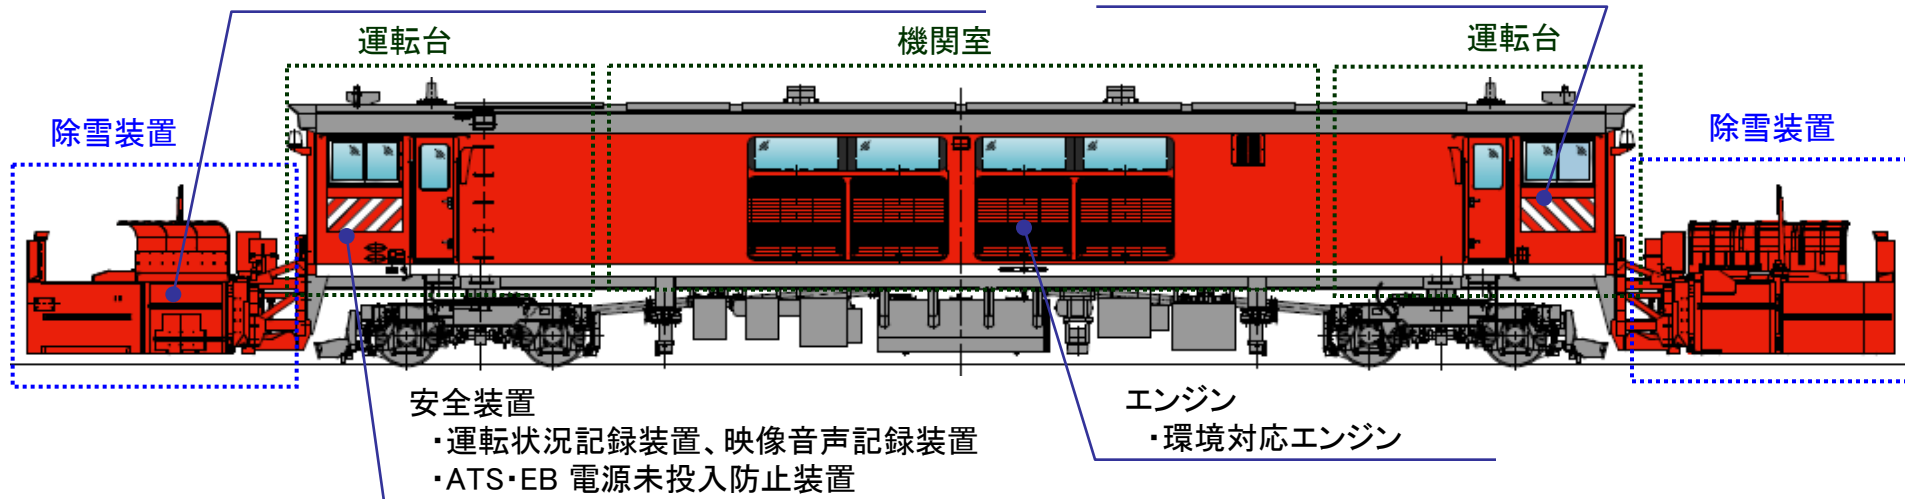 運転台
機関室
運転台
除雪装置
除雪装置
安全装置
・運転状況記録装置、映像音声記録装置
・ATS・EB 電源未投入防止装置
エンジン
・環境対応エンジン